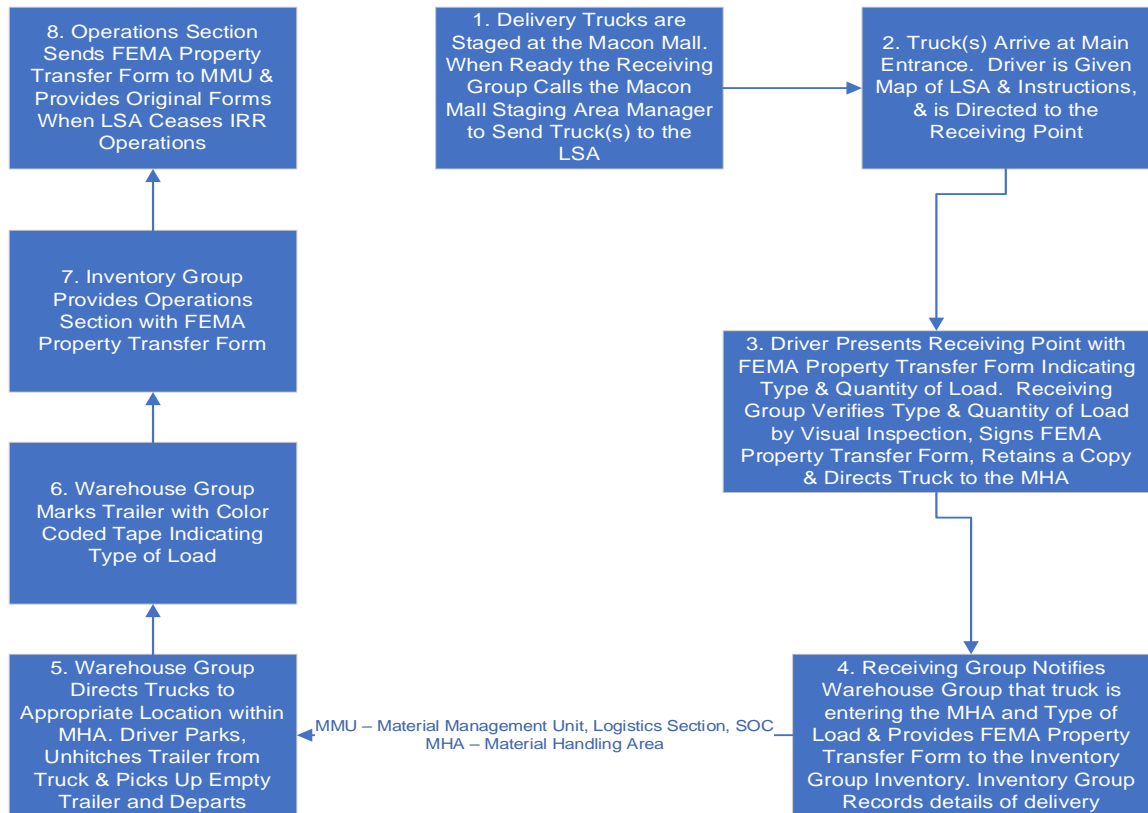 1. Delivery Trucks are
Staged at the Macon Mall.
When Ready the Receiving
Group Calls the Macon
Mall Staging Area Manager
to Send Truck(s) to the
LSA
2. Truck(s) Arrive at Main
Entrance.  Driver is Given
Map of LSA & Instructions,
& is Directed to the
Receiving Point
3. Driver Presents Receiving Point with
FEMA Property Transfer Form Indicating
Type & Quantity of Load.  Receiving
Group Verifies Type & Quantity of Load
by Visual Inspection, Signs FEMA
Property Transfer Form, Retains a Copy
& Directs Truck to the MHA
4. Receiving Group Notifies
Warehouse Group that truck is
entering the MHA and Type of
Load & Provides FEMA Property
Transfer Form to the Inventory
Group Inventory. Inventory Group
Records details of delivery
MMU – Material Management Unit, Logistics Section, SOC
MHA – Material Handling Area
5. Warehouse Group
Directs Trucks to
Appropriate Location within
MHA. Driver Parks,
Unhitches Trailer from
Truck & Picks Up Empty
Trailer and Departs
6. Warehouse Group
Marks Trailer with Color
Coded Tape Indicating
Type of Load
7. Inventory Group
Provides Operations
Section with FEMA
Property Transfer Form
8. Operations Section
Sends FEMA Property
Transfer Form to MMU &
Provides Original Forms
When LSA Ceases IRR
Operations